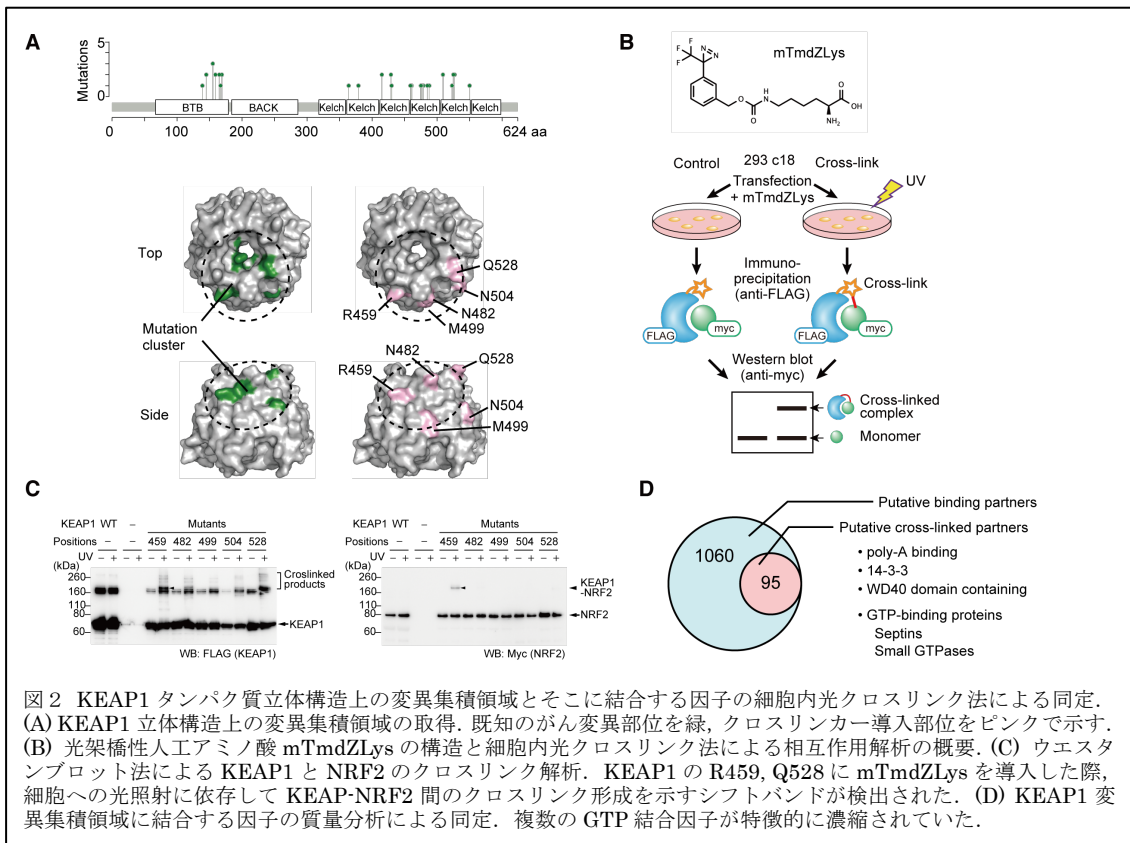 A
Mutations
5
0
BTB
BACK
Kelch Kelch Kelch Kelch Kelch Kelch
0 100 200 300 400 500 624 aa
Top
Mutation
cluster
Side
Q528
N504
N482
M499
R459
N482
Q528
R459
N504
M499
B
mTmdZLys
F
F
F
N
N
O
O
H
N
O
OH
NH2
Control
293 c18
Cross-link
Transfection
+ mTmdZLys
UV
Immuno-
precipitation
(anti-FLAG)
Cross-link
FLAG
myc
FLAG
myc
Western blot
(anti-myc)
Cross-linked
complex
Monomer
C
KEAP1 WT – Mutants
Positions – – 459 482 499 504 528
UV – + – + – + – + – + – + – +
(kDa)
260
160
110
80
60
Croslinked
products
KEAP1
WB: FLAG (KEAP1)
KEAP1 WT – Mutants
Positions – – 459 482 499 504 528
UV – + – + – + – + – + – + – +
(kDa)
260
160
110
80
60
KEAP1
-NRF2
NRF2
WB: Myc (NRF2)
D
1060
95
Putative binding partners
Putative cross-linked partners
• poly-A binding
• 14-3-3
• WD40 domain containing
• GTP-binding proteins
Septins
Small GTPases
図2 KEAP1 タンパク質立体構造上の変異集積領域とそこに結合する因子の細胞内光クロスリンク法による同定.
(A) KEAP1 立体構造上の変異集積領域の取得. 既知のがん変異部位を緑, クロスリンカー導入部位をピンクで示す.
(B) 光架橋性人工アミノ酸 mTmdZLys の構造と細胞内光クロスリンク法による相互作用解析の概要. (C) ウエスタ
ンブロット法による KEAP1 と NRF2 のクロスリンク解析. KEAP1 の R459, Q528 に mTmdZLys を導入した際,
細胞への光照射に依存して KEAP-NRF2 間のクロスリンク形成を示すシフトバンドが検出された. (D) KEAP1 変
異集積領域に結合する因子の質量分析による同定. 複数の GTP 結合因子が特徴的に濃縮されていた.